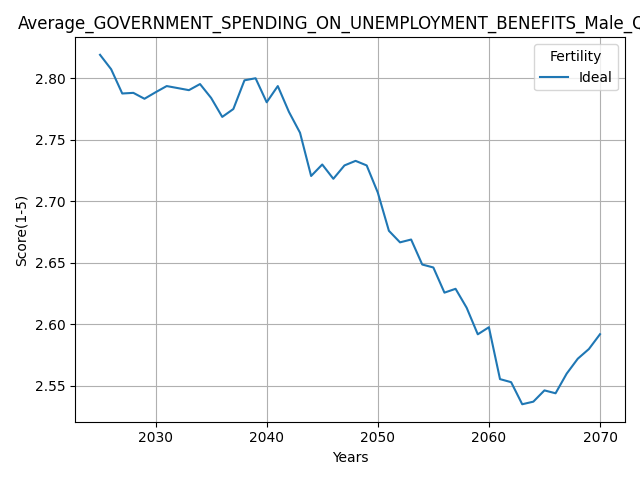 Average_GOVERNMENT_SPENDING_ON_UNEMPLOYMENT_BENEFITS_Male_
Fertility
Ideal
Score(1-5)
2.80
2.75
2.70
2.65
2.60
2.55
2030 2040 2050 2060 2070
Years